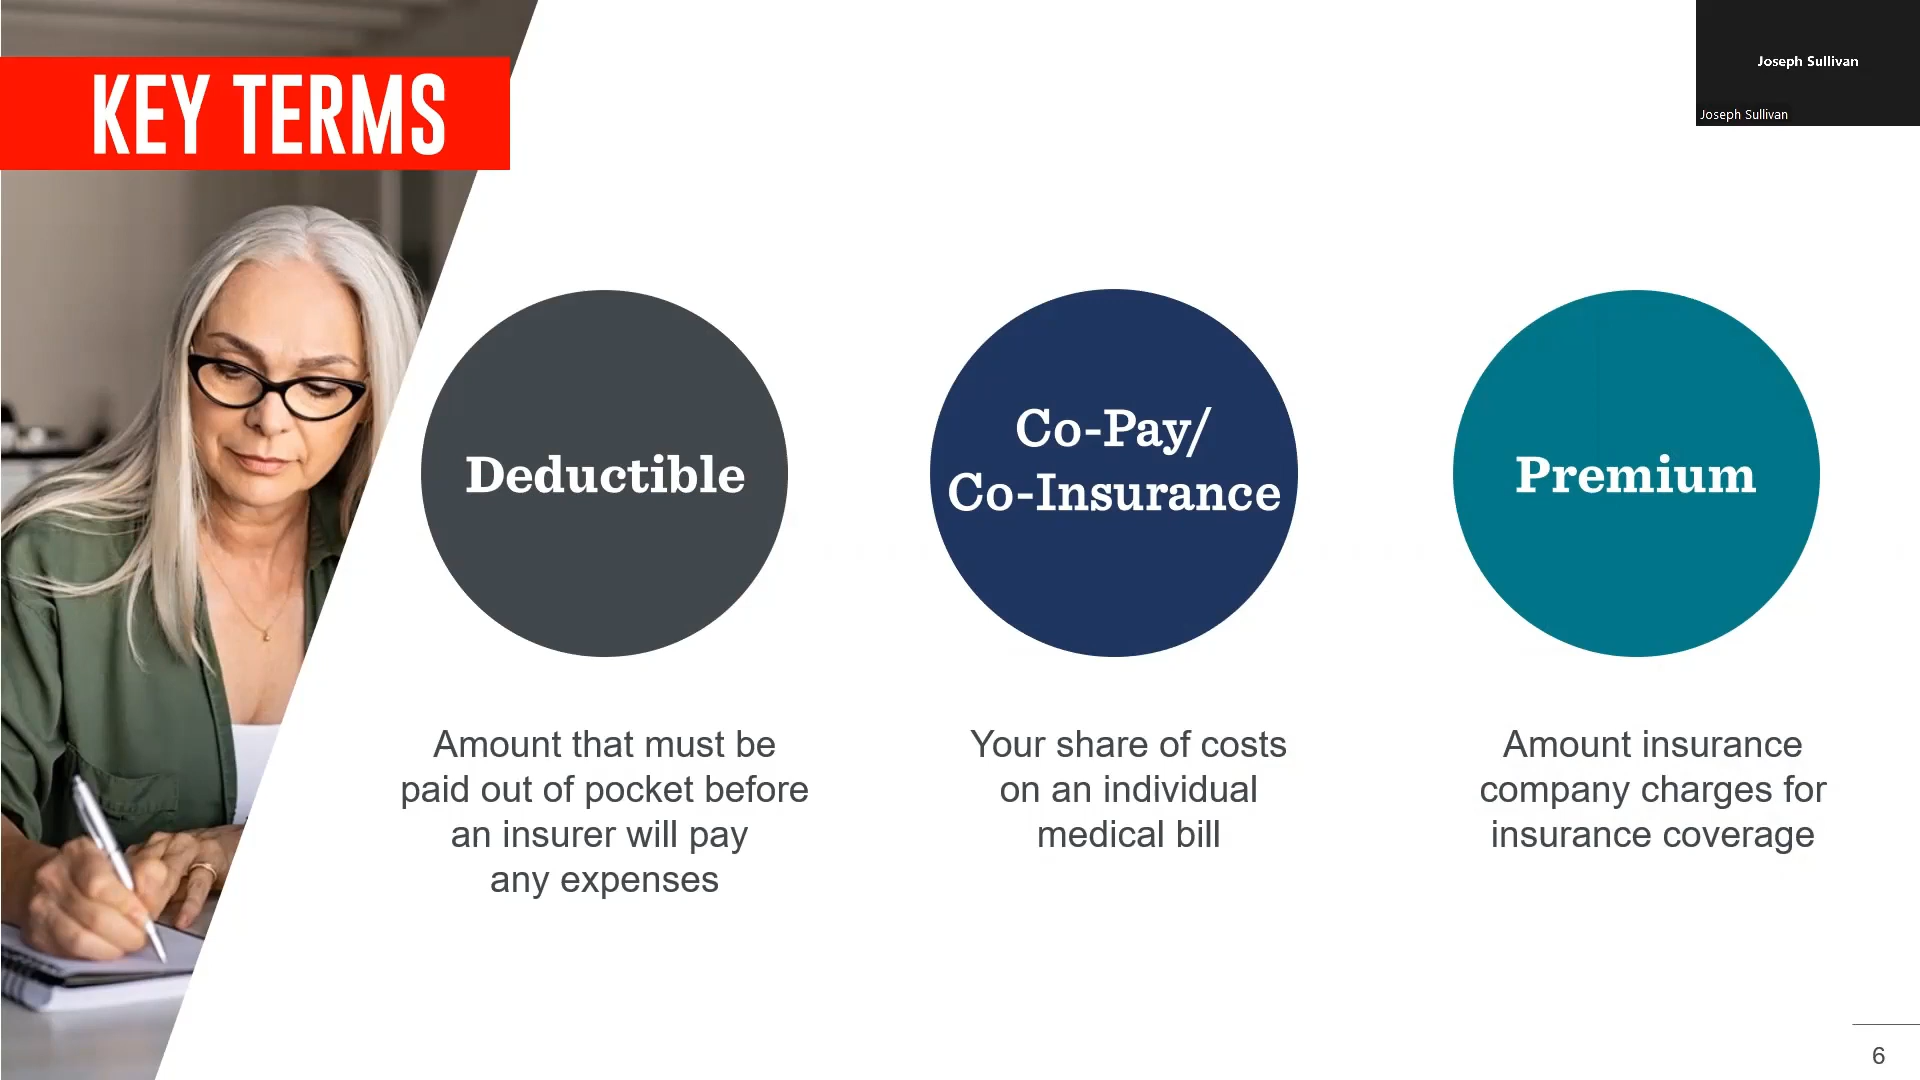 KEY TERMS
Joseph Sullivan
Joseph Sullivan
Deductible
Amount that must be
paid out of pocket before
an insurer will pay
any expenses
Co-Pay/
Co-Insurance
Your share of costs
on an individual
medical bill
Premium
Amount insurance
company charges for
insurance coverage
6